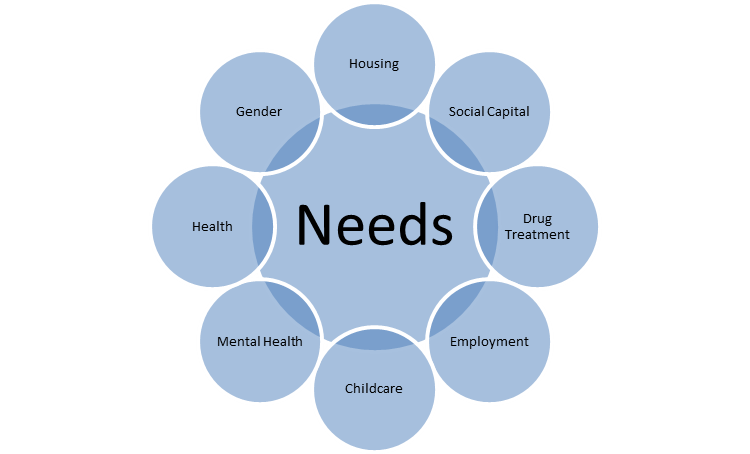 Housing
Gender
Social Capital
Health
Needs
Drug
Treatment
Mental Health
Employment
Childcare